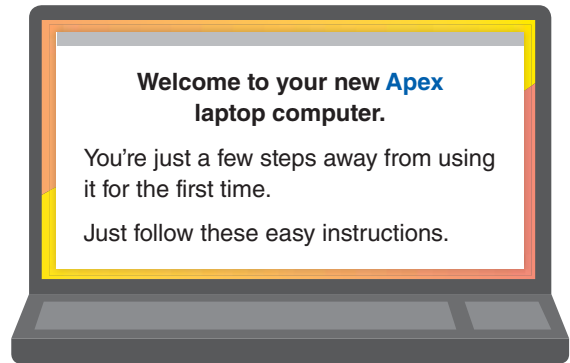 Welcome to your new Apex
laptop computer.
You're just a few steps away from using
it for the first time.
Just follow these easy instructions.